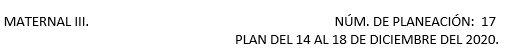 MATERNAL III. NÚM. DE PLANEACIÓN: 17
PLAN DEL 14 AL 18 DE DICIEMBRE DEL 2020.